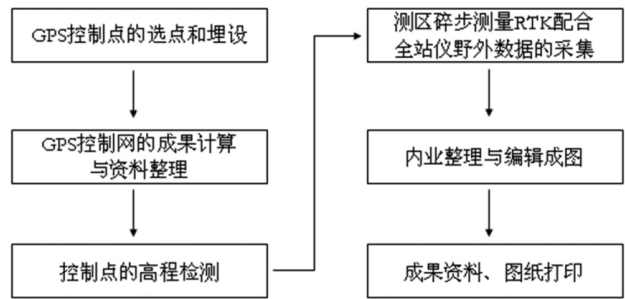 GPS控制点的选点和埋设
GPS控制网的成果计算
与资料整理
控制点的高程检测
测区碎步测量RTK配合
全站仪野外数据的采集
内业整理与编辑成图
成果资料、图纸打印